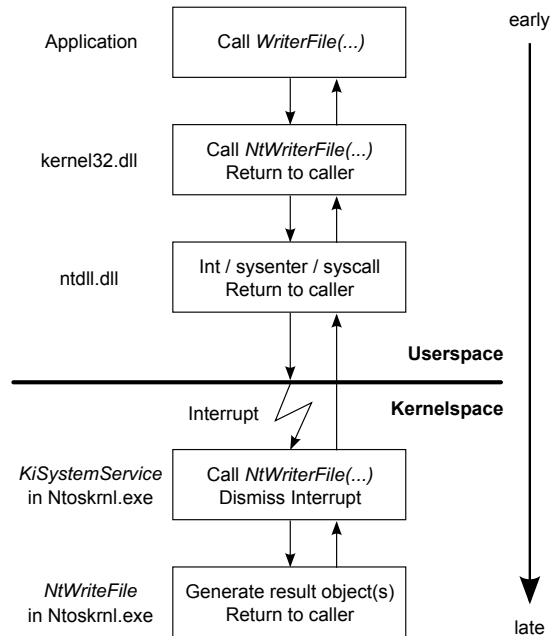 early
Application
Call WriterFile(...)
kernel32.dll
Call NtWriterFile(...)
Return to caller
ntdll.dll
Int / sysenter / syscall
Return to caller
Userspace
Kernelspace
Interrupt
KiSystemService
in Ntoskrnl.exe
Call NtWriterFile(...)
Dismiss Interrupt
NtWriteFile
in Ntoskrnl.exe
Generate result object(s)
Return to caller
late